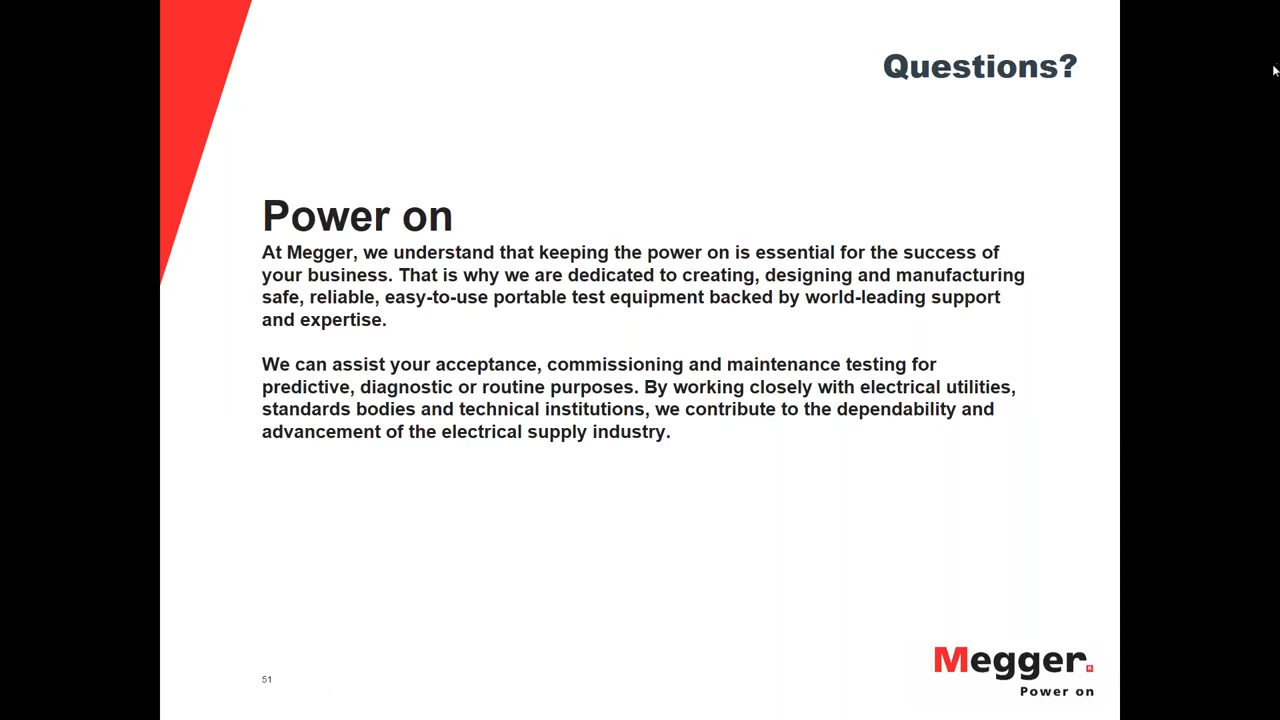 Questions?
Power on
At Megger, we understand that keeping the power on is essential for the success of
your business. That is why we are dedicated to creating, designing and manufacturing
safe, reliable, easy-to-use portable test equipment backed by world-leading support
and expertise.
We can assist your acceptance, commissioning and maintenance testing for
predictive, diagnostic or routine purposes. By working closely with electrical utilities,
standards bodies and technical institutions, we contribute to the dependability and
advancement of the electrical supply industry.
Megger.
Power on
51